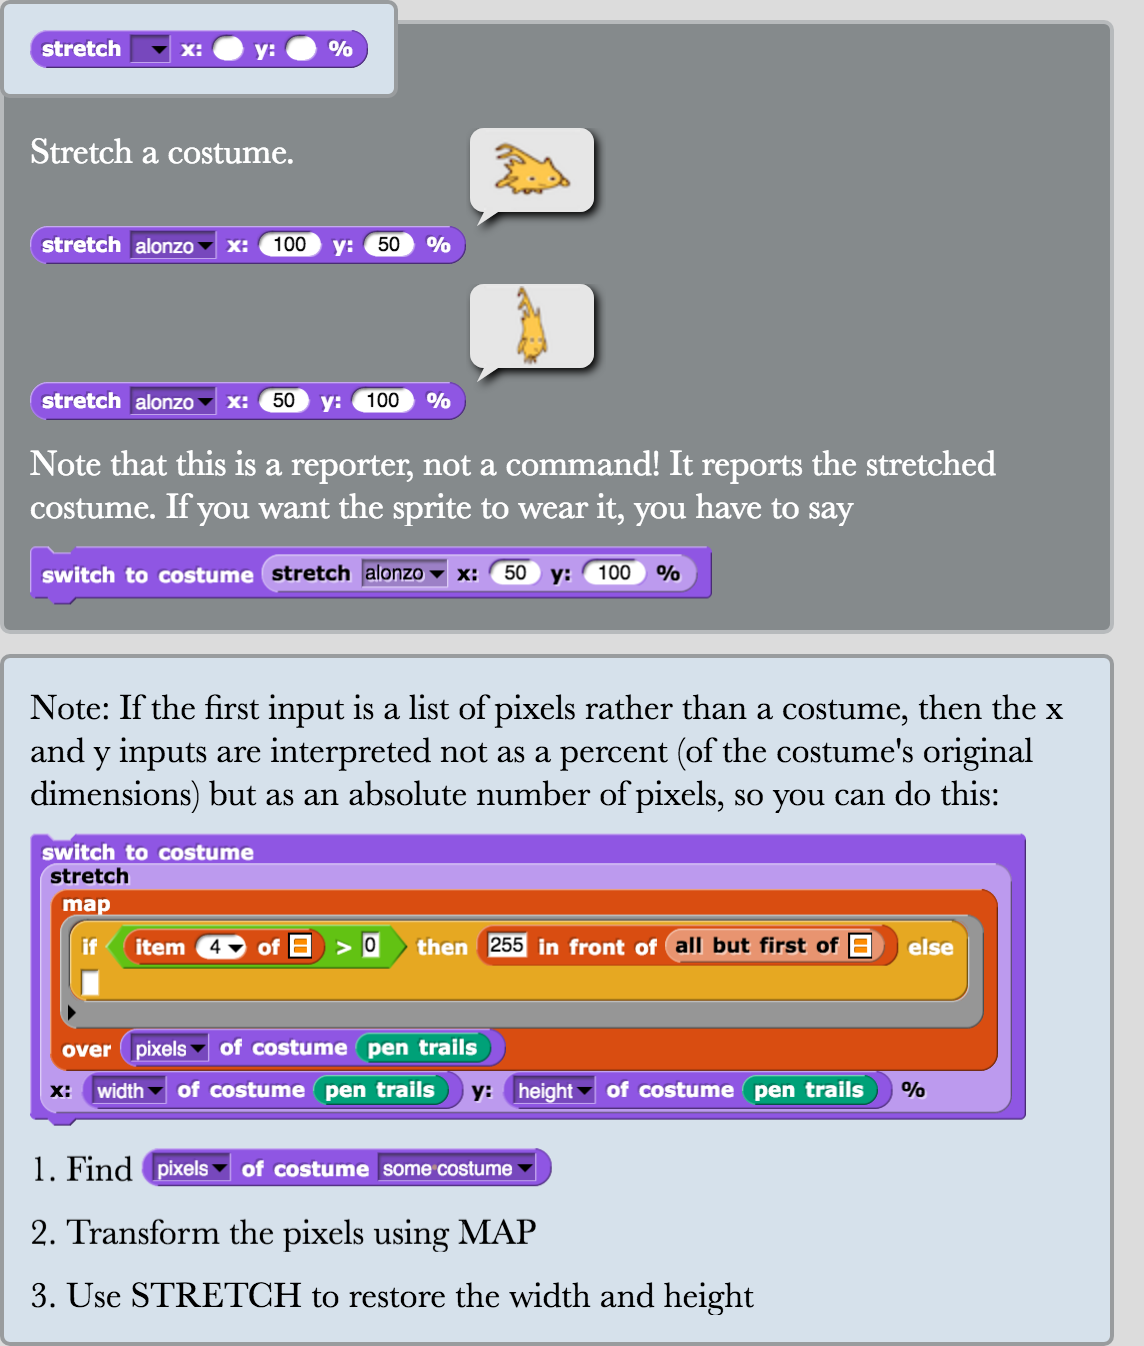 stretch x: y: %
Stretch a costume.
stretch alonzo x: 100 y: 50 %
stretch alonzo x: 50 y: 100 %
Note that this is a reporter, not a command! It reports the stretched
costume. If you want the sprite to wear it, you have to say
switch to costume stretch alonzo x: 50 y: 100 %
Note: If the first input is a list of pixels rather than a costume, then the x
and y inputs are interpreted not as a percent (of the costume's original
dimensions) but as an absolute number of pixels, so you can do this:
switch to costume
stretch
map
if item 4 of > 0 then 255 in front of all but first of else
over pixels of costume pen trails
x: width of costume pen trails y: height of costume pen trails %
1. Find pixels of costume some costume
2. Transform the pixels using MAP
3. Use STRETCH to restore the width and height